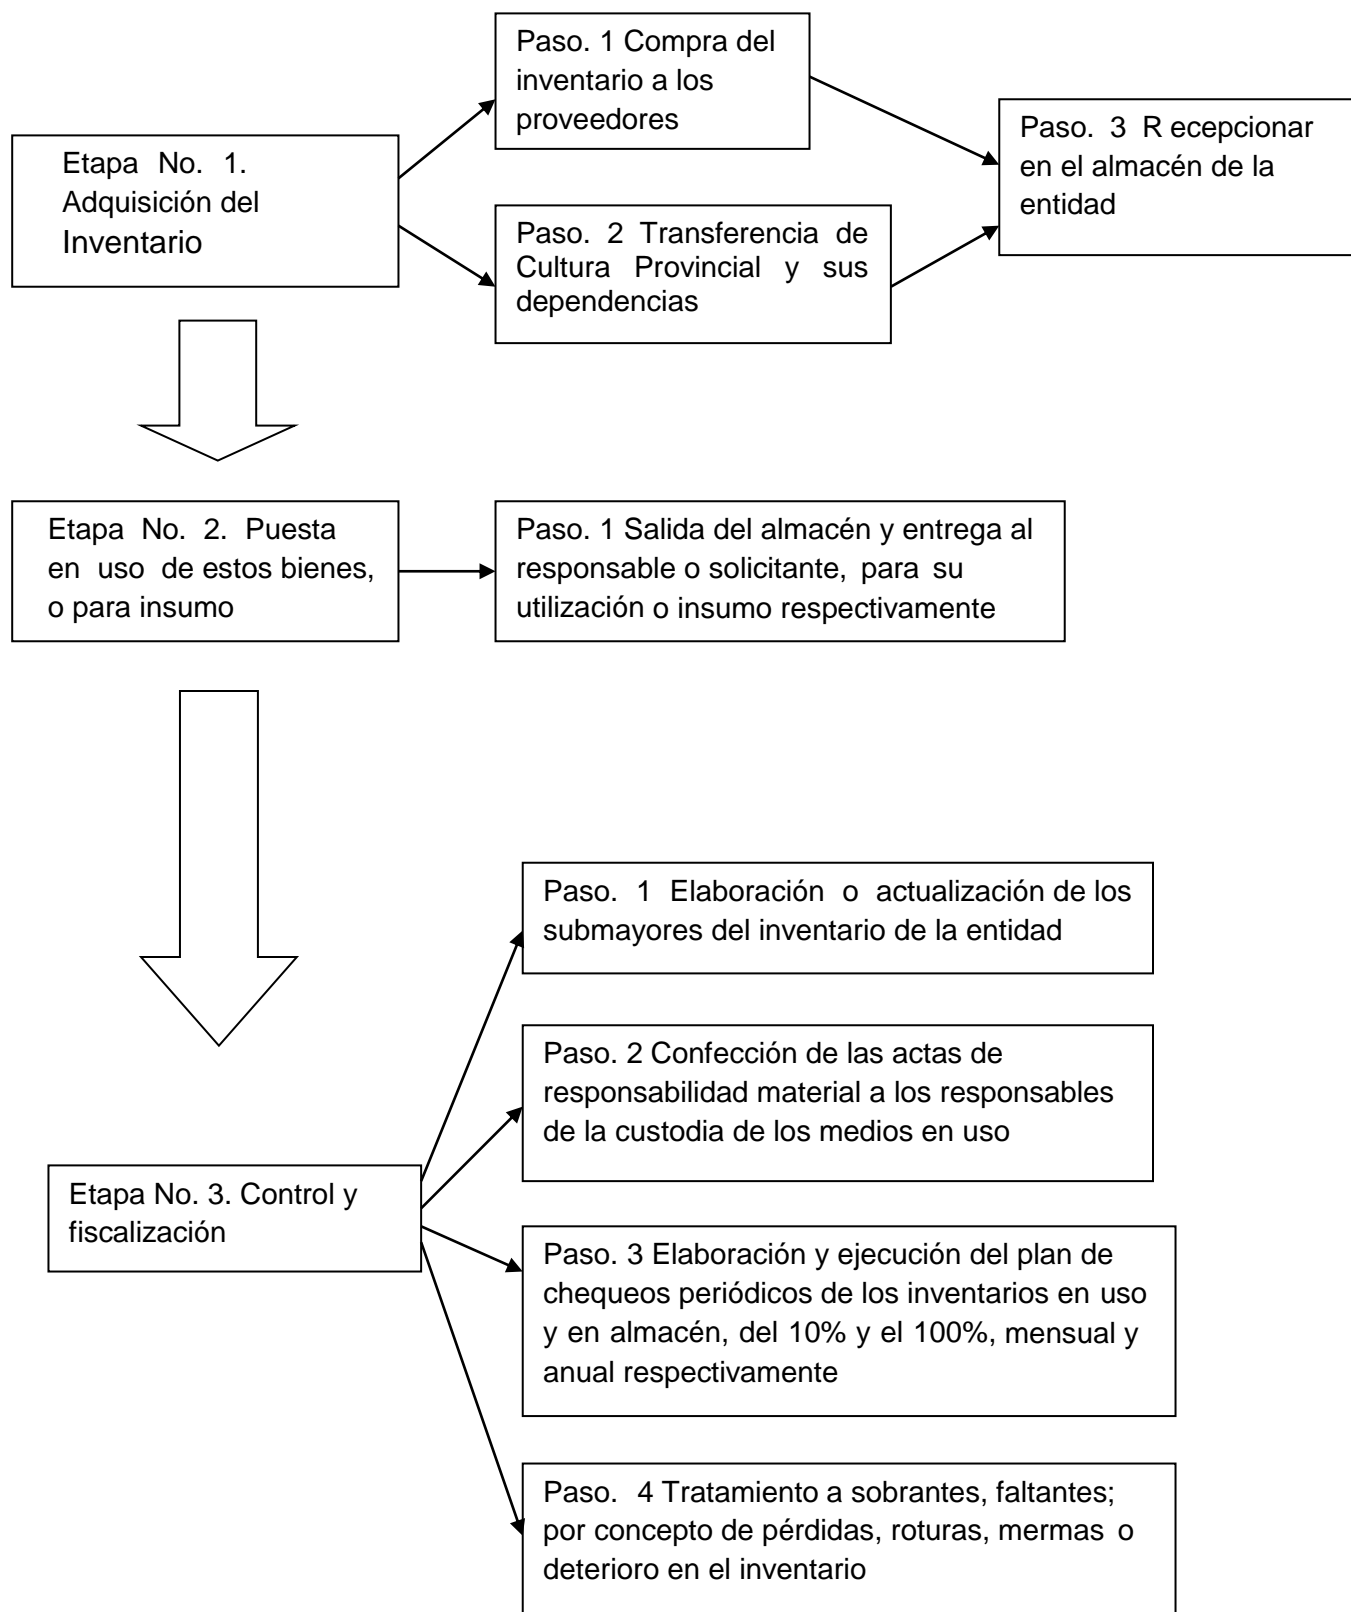 Paso. 1 Compra del
inventario a los
proveedores
Paso. 3 R ecepcionar
en el almacén de la
entidad
Etapa No. 1.
Adquisición del
Inventario
Paso. 2 Transferencia de
Cultura Provincial y sus
dependencias
Etapa No. 2. Puesta
en uso de estos bienes,
o para insumo
Paso. 1 Salida del almacén y entrega al
responsable o solicitante, para su
utilización o insumo respectivamente
Paso. 1 Elaboración o actualización de los
submayores del inventario de la entidad
Paso. 2 Confección de las actas de
responsabilidad material a los responsables
de la custodia de los medios en uso
Etapa No. 3. Control y
fiscalización
Paso. 3 Elaboración y ejecución del plan de
chequeos periódicos de los inventarios en uso
y en almacén, del 10% y el 100%, mensual y
anual respectivamente
Paso. 4 Tratamiento a sobrantes, faltantes;
por concepto de pérdidas, roturas, mermas o
deterioro en el inventario